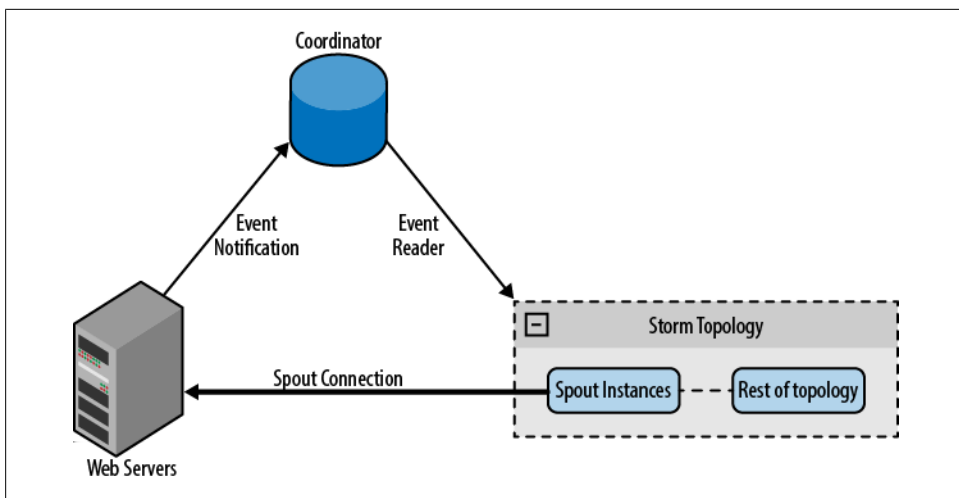 Coordinator
Event
Notification
Event
Reader
Storm Topology
Spout Connection
Spout Instances
Rest of topology
Web Servers